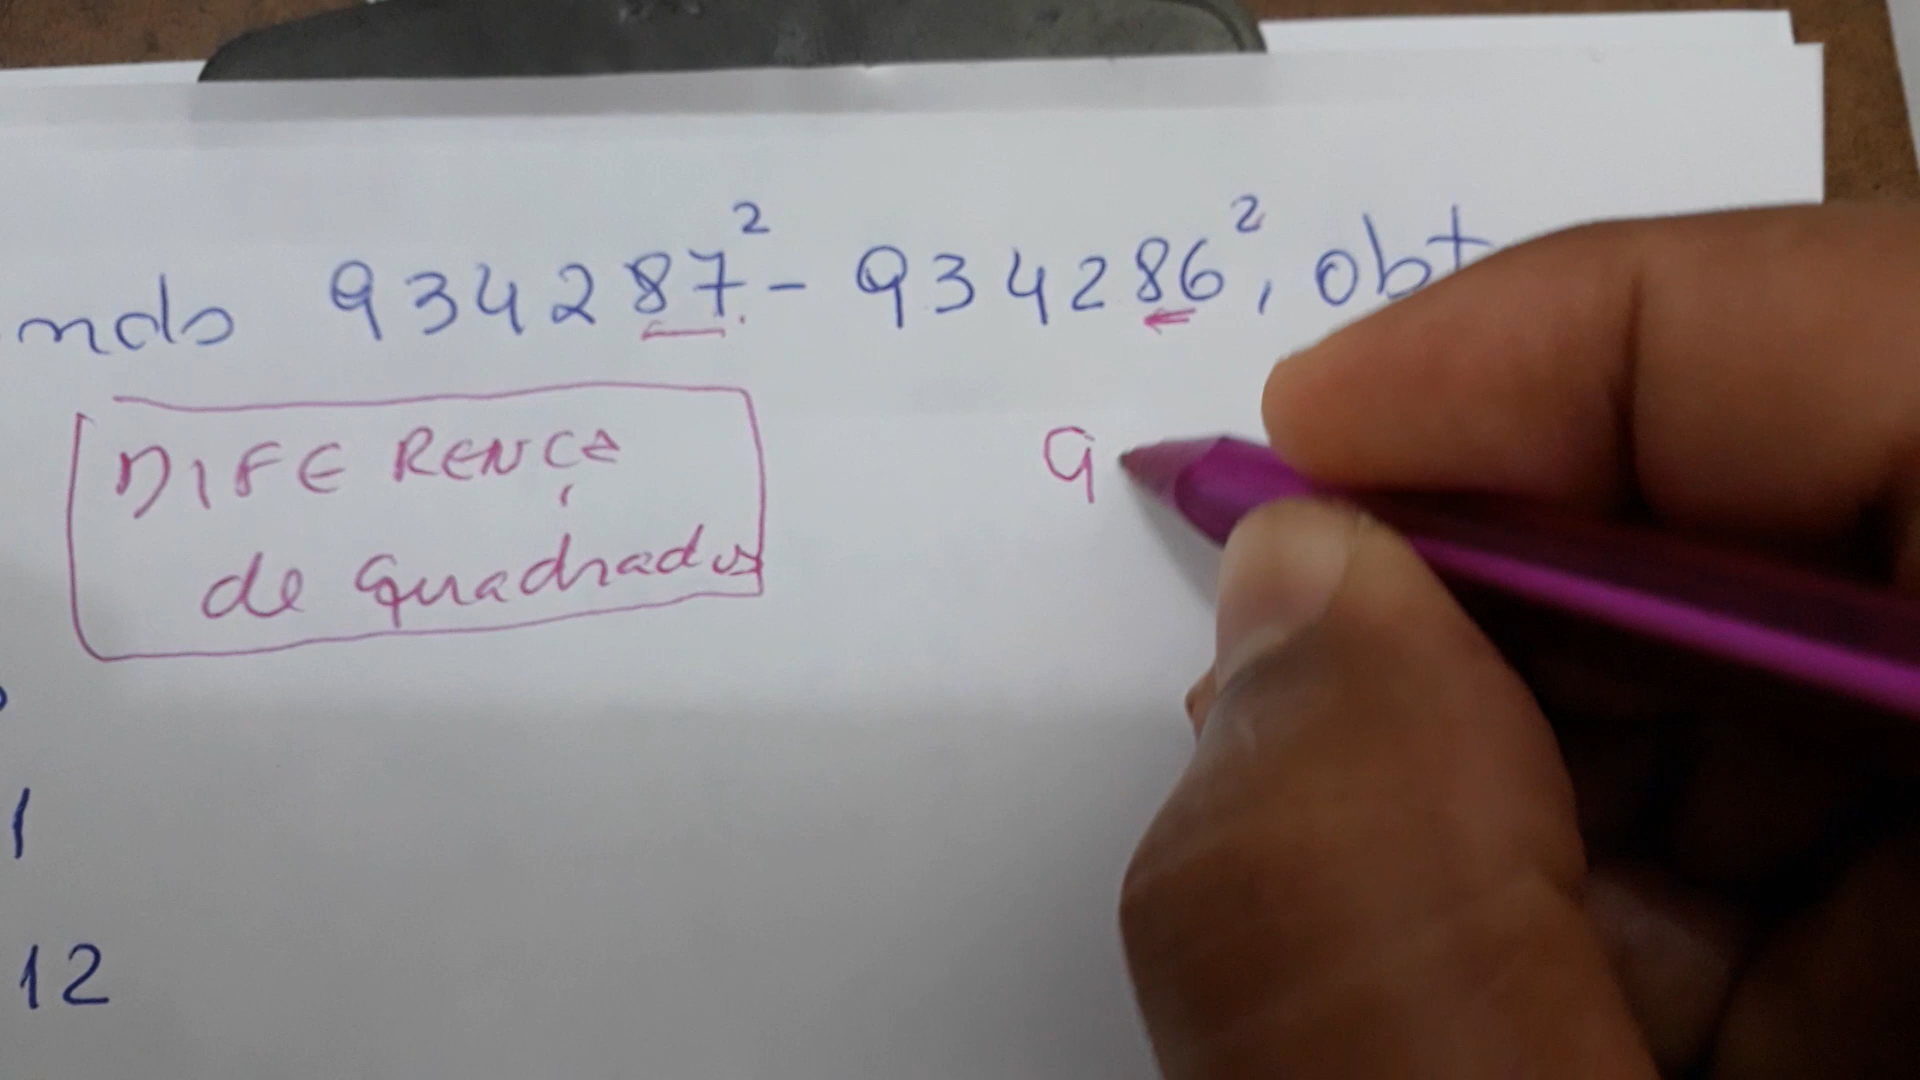 ndo 934287² - 934286², obt
DIFERENÇA
de Quadrados
9
1
12